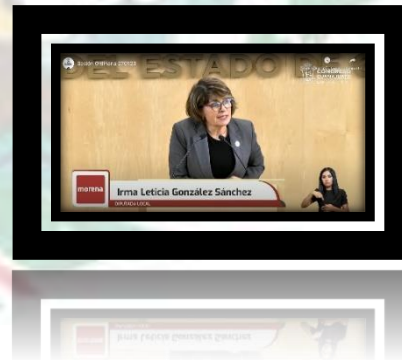 DEL ESTADO
morena
Irma Leticia González Sánchez
DIPUTADA LOCAL